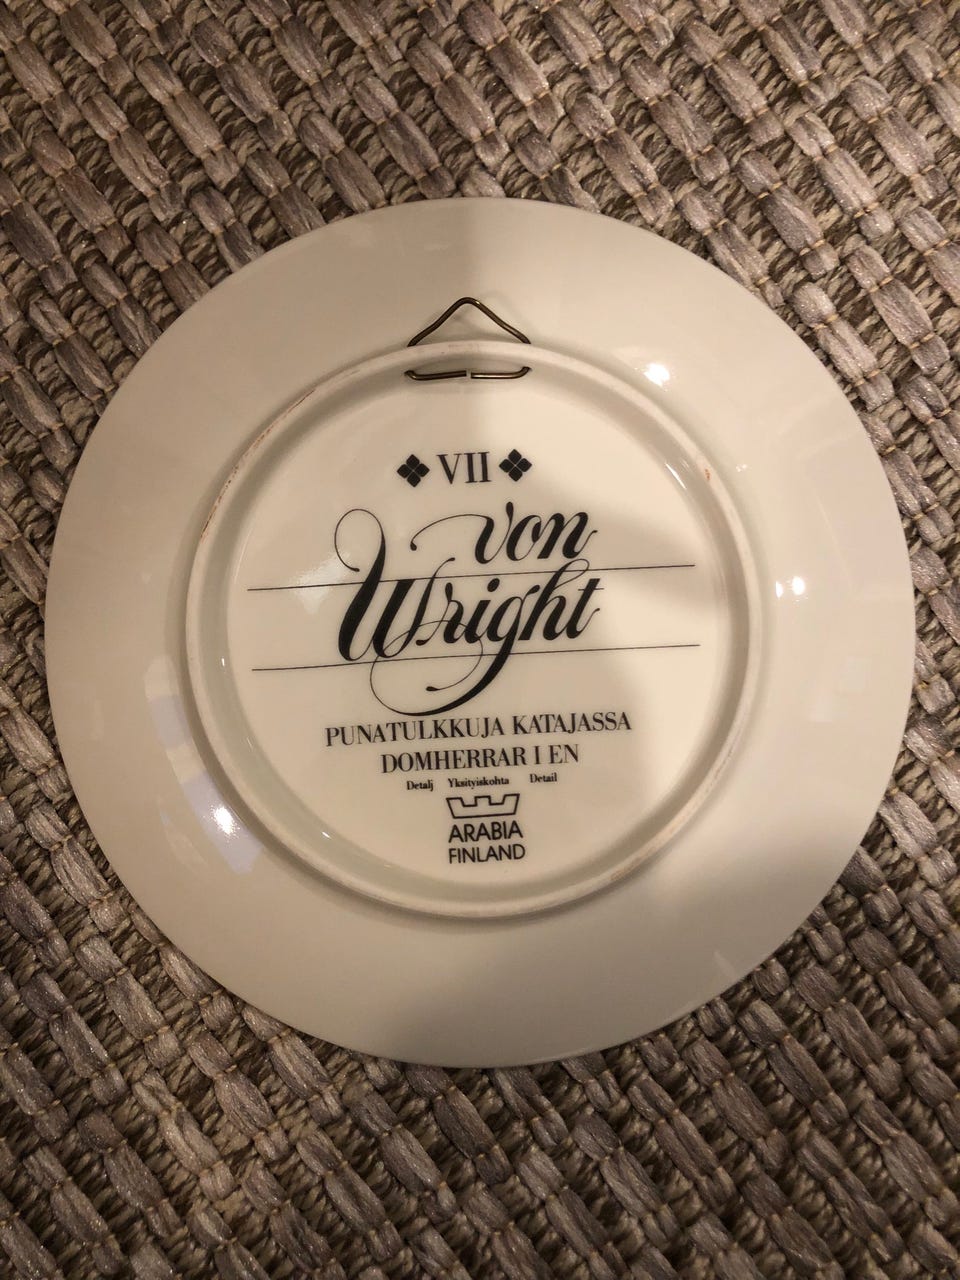 VII
von
Wright
PUNATULKKUJA KATAJASSA
DOMHERRAR I EN
Detalj Yksityiskohta Detail
ARABIA
FINLAND